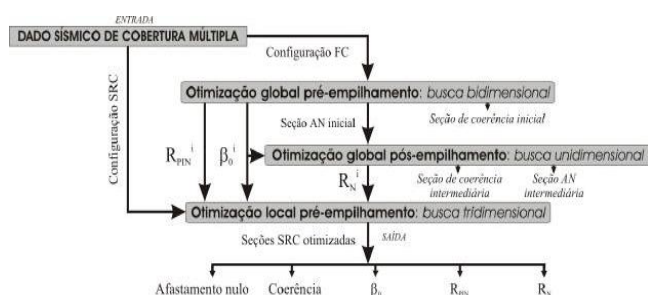 ENTRADA
DADO SÍSMICO DE COBERTURA MÚLTIPLA
Configuração FC
Otimização global pré-empilhamento: busca bidimensional
Configuração SRC
Seção AN inicial
Seção de coerência inicial
R_PIN^i
β_0^i
Otimização global pós-empilhamento: busca unidimensional
R_N^i
Seção de coerência
intermediária
Seção AN
intermediária
Otimização local pré-empilhamento: busca tridimensional
Seções SRC otimizadas
SAÍDA
Afastamento nulo
Coerência
β_0
R_PIN
R_N